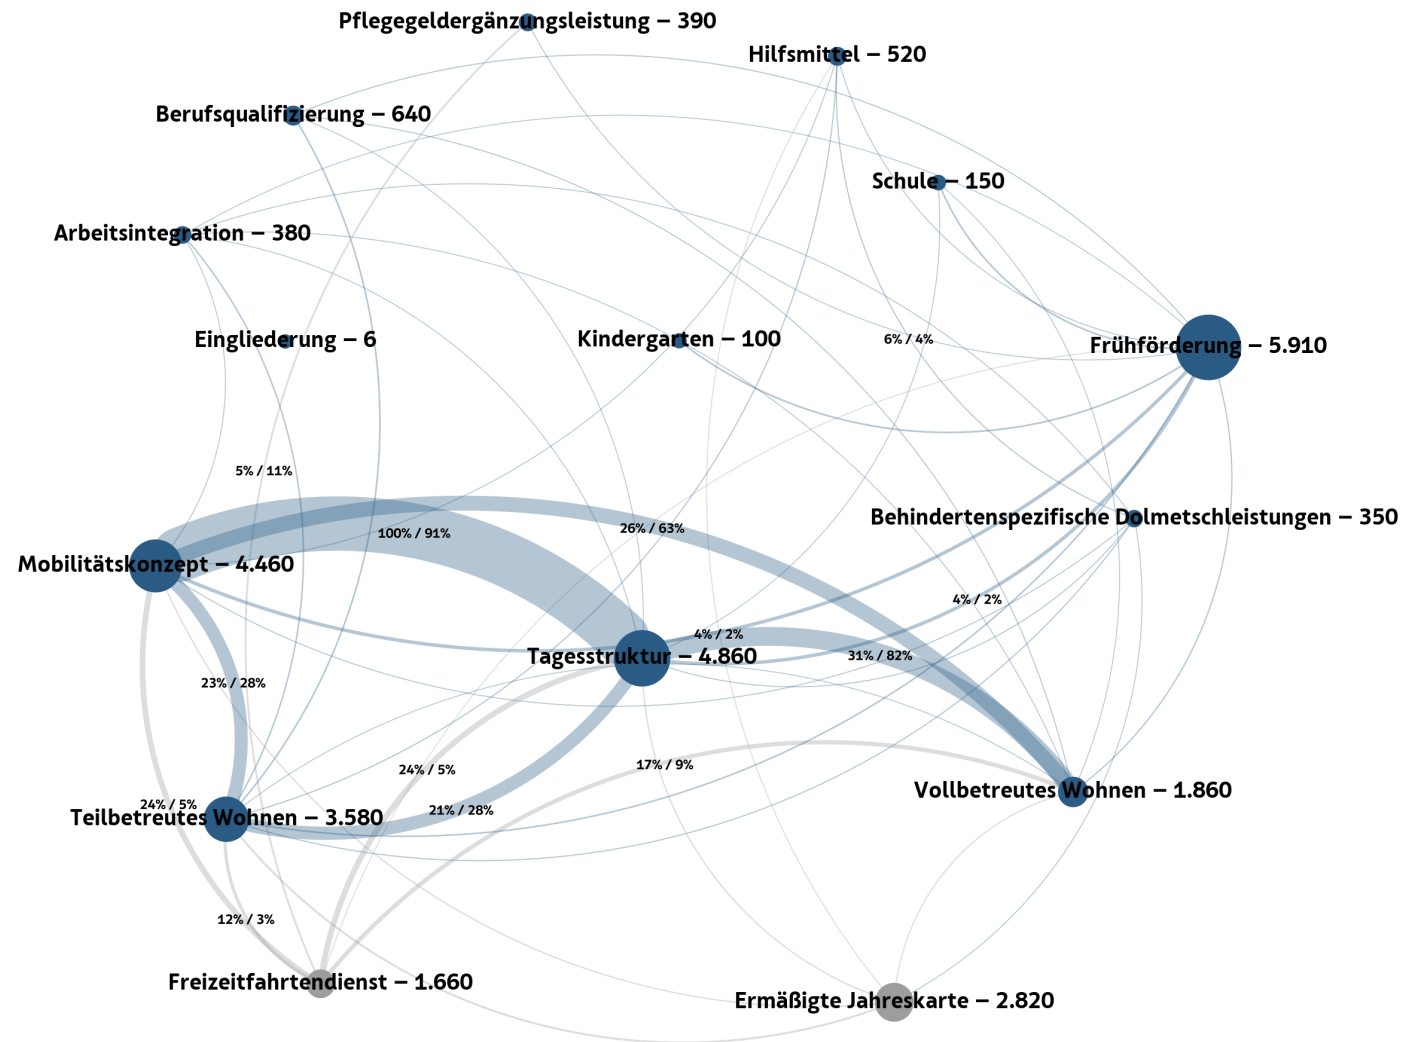 Pflegegeldergänzungsleistung – 390
Hilfsmittel – 520
Berufsqualifizierung – 640
Schule – 150
Arbeitsintegration – 380
Eingliederung – 6
Kindergarten – 100
6% / 4%
Frühförderung – 5.910
5% / 11%
Behindertenspezifische Dolmetschleistungen – 350
26% / 63%
100% / 91%
Mobilitätskonzept – 4.460
4% / 2%
4% / 2%
Tagesstruktur – 4.860
31% / 82%
23% / 28%
17% / 9%
24% / 5%
Vollbetreutes Wohnen – 1.860
24% / 5%
21% / 28%
Teilbetreutes Wohnen – 3.580
12% / 3%
Freizeitfahrtendienst – 1.660
Ermäßigte Jahreskarte – 2.820